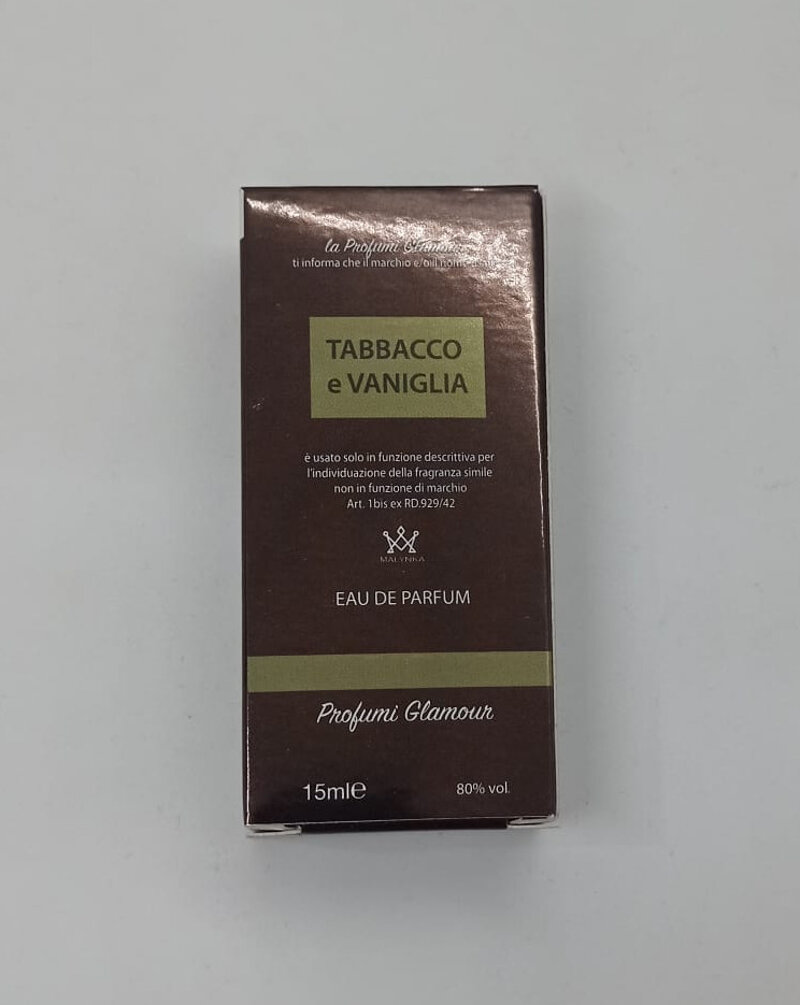 la Profumi Glamour
ti informa che il marchio e/o il nome
TABBACCO
e VANIGLIA
è usato solo in funzione descrittiva per
l'individuazione della fragranza simile
non in funzione di marchio
Art. 1bis ex RD.929/42
MALYNKA
EAU DE PARFUM
Profumi Glamour
15ml℮
80% vol.